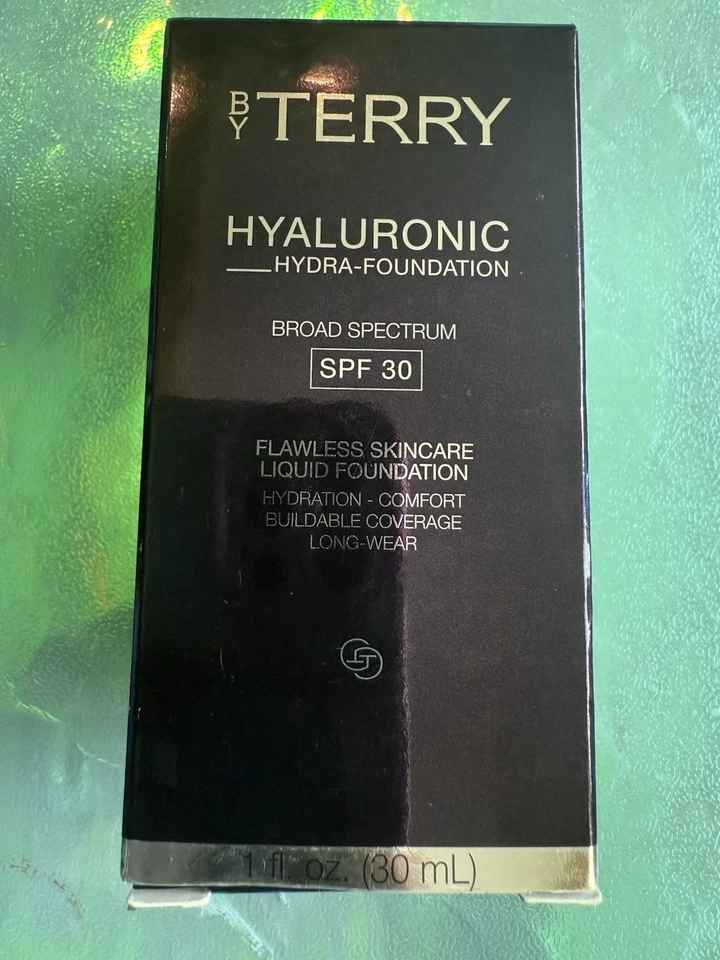 BY TERRY
HYALURONIC
HYDRA-FOUNDATION
BROAD SPECTRUM
SPF 30
FLAWLESS SKINCARE
LIQUID FOUNDATION
HYDRATION - COMFORT
BUILDABLE COVERAGE
LONG-WEAR
1 fl. oz. (30 mL)